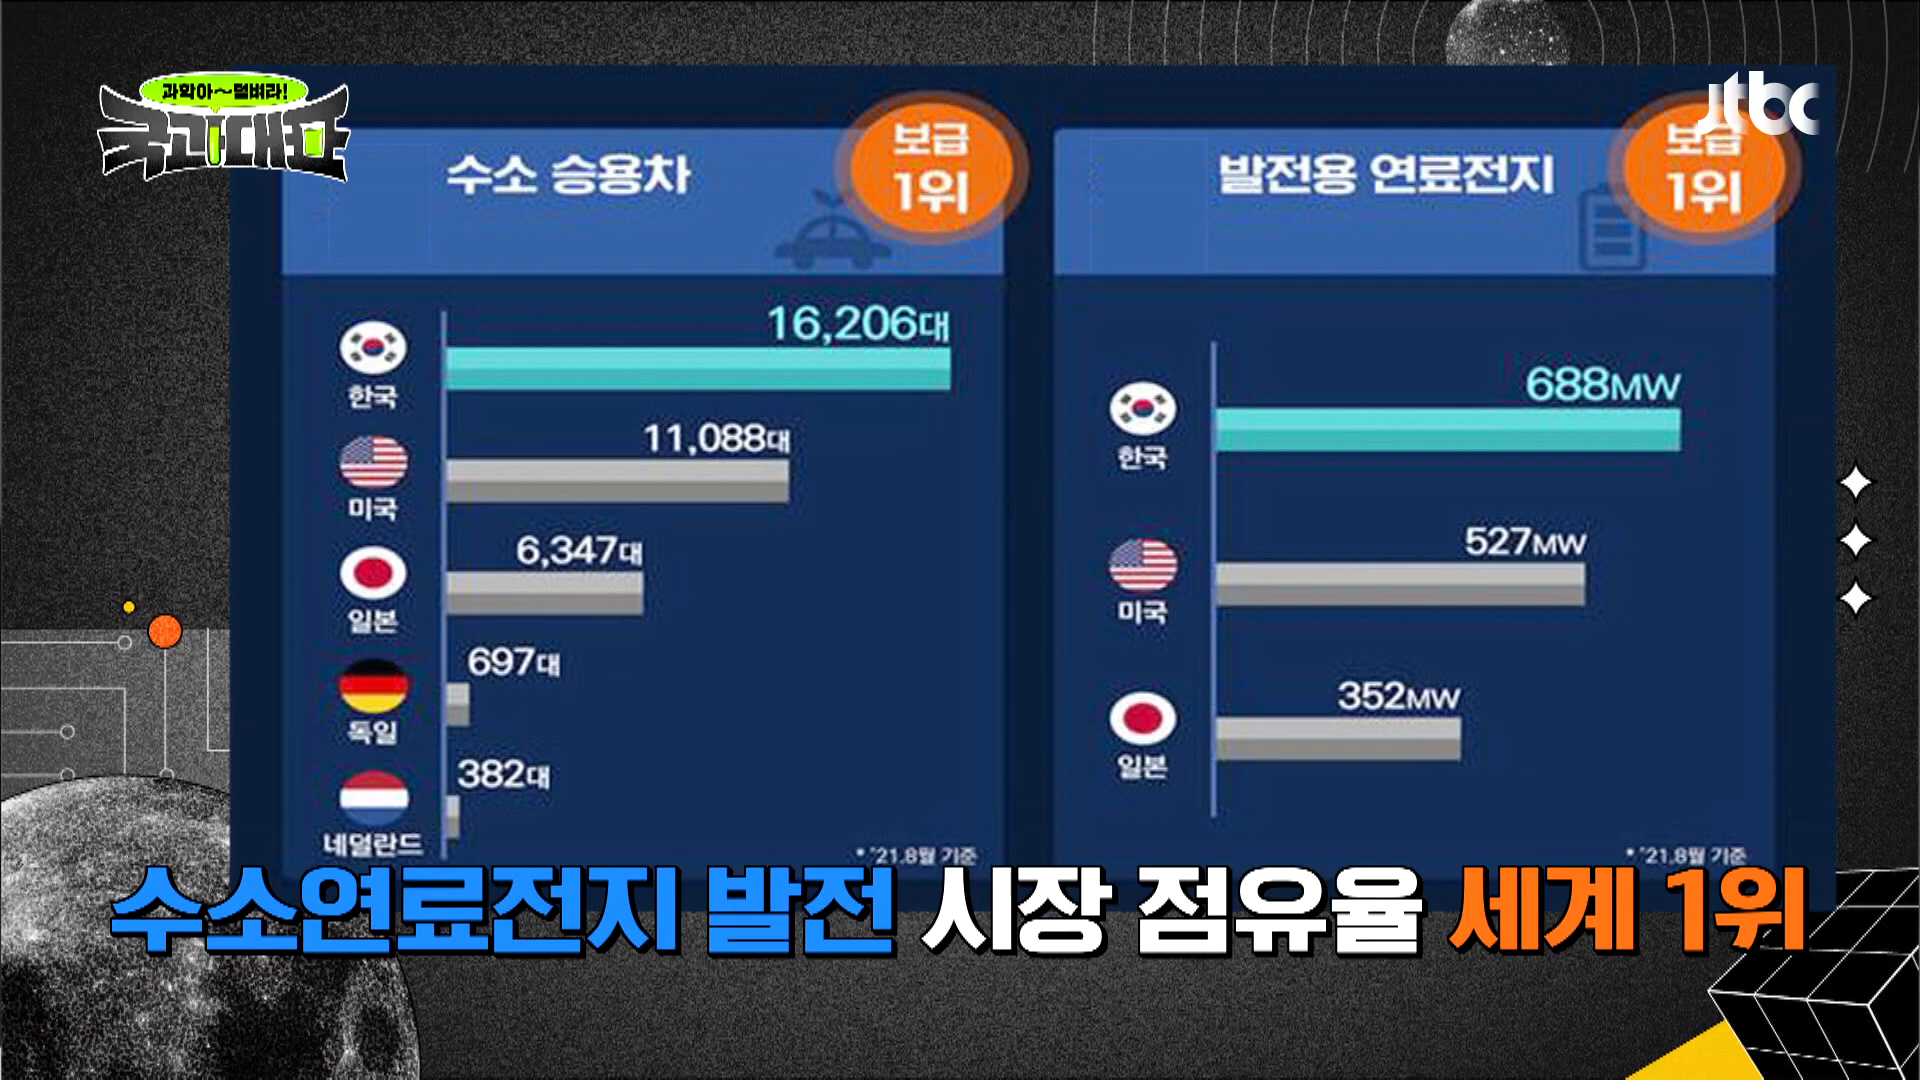 과학아~덤벼라!
국과대표
jtbc
수소 승용차
보급
1위
한국
16,206대
미국
11,088대
일본
6,347대
독일
697대
네덜란드
382대
* '21.8월 기준
발전용 연료전지
보급
1위
한국
688MW
미국
527MW
일본
352MW
* '21.8월 기준
수소연료전지 발전 시장 점유율 세계 1위